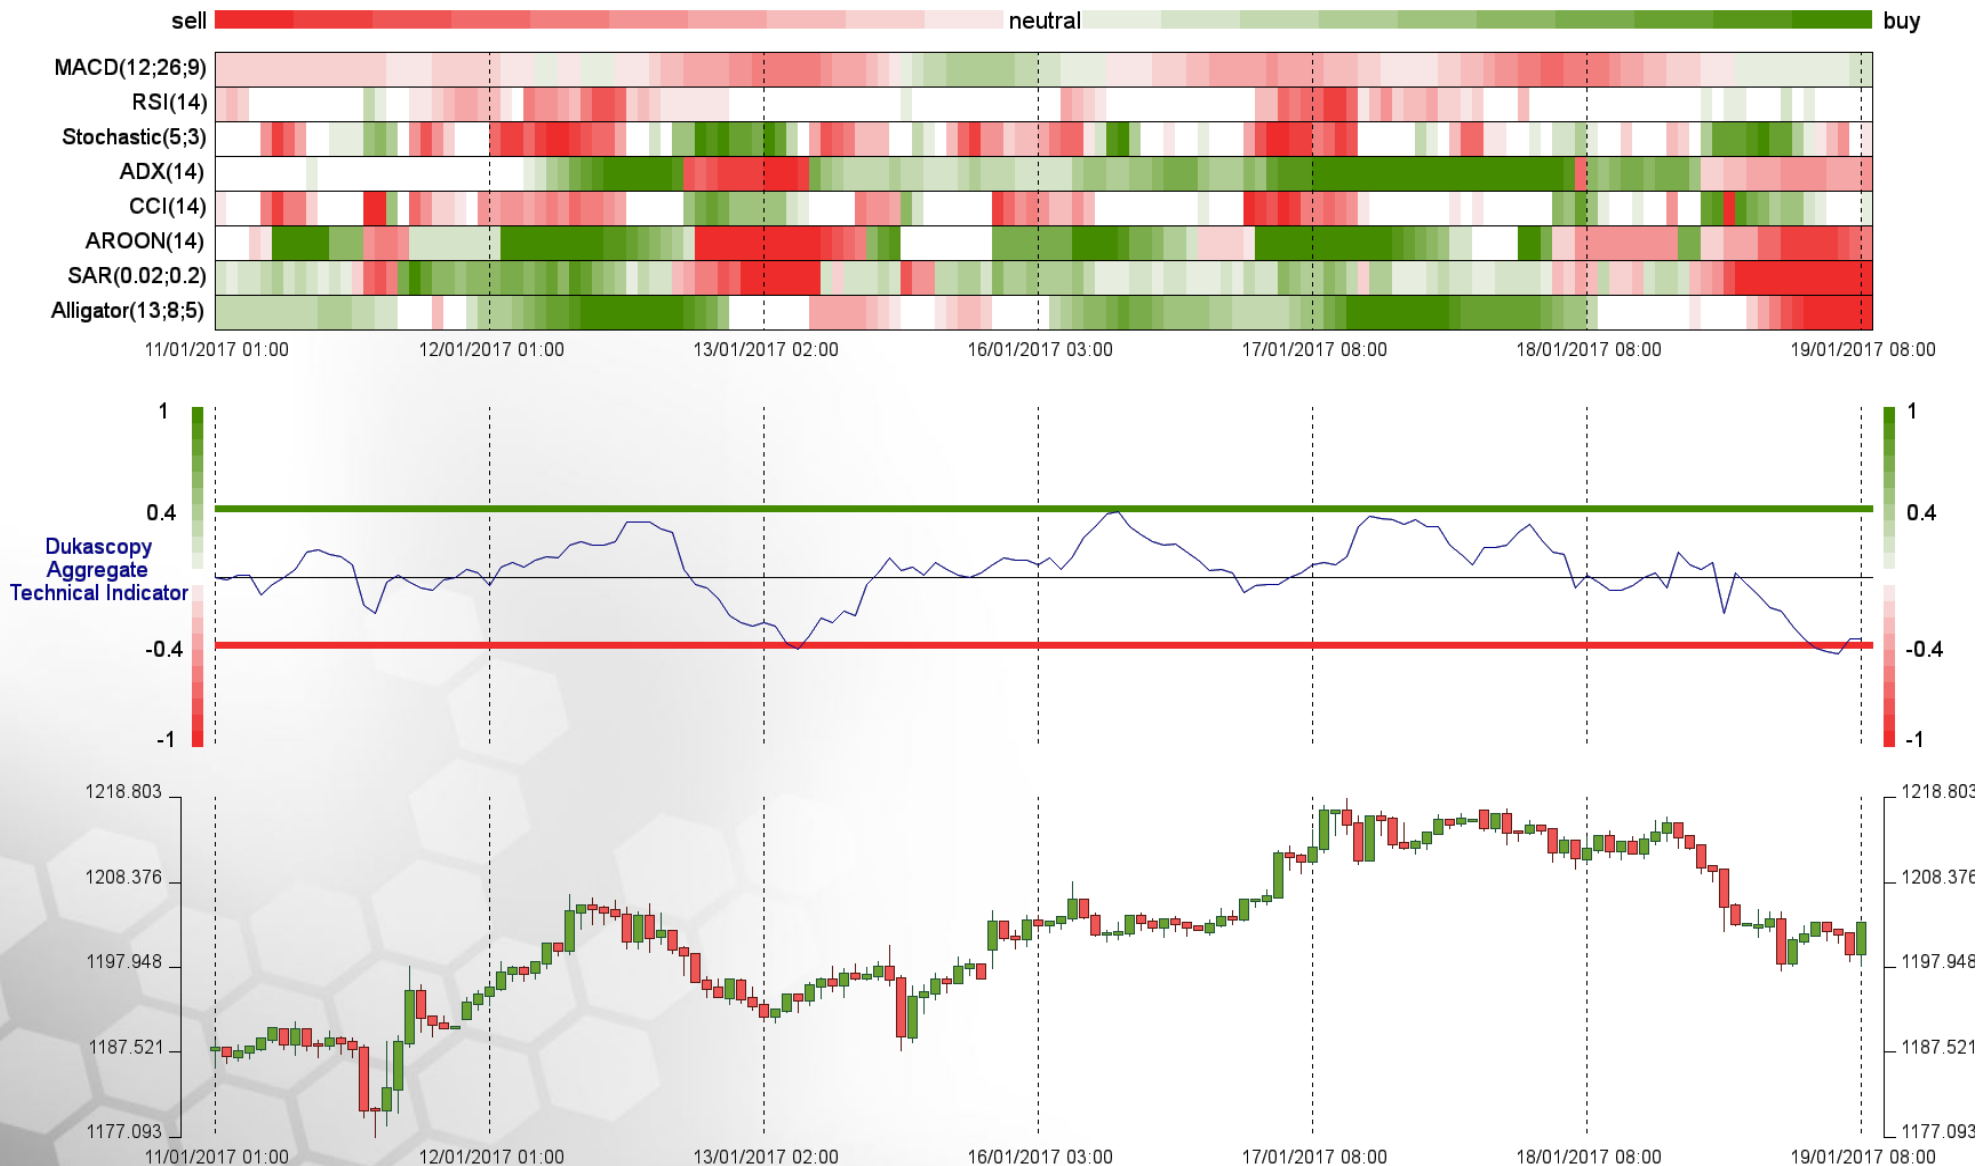 sell neutral buy
MACD(12;26;9)
RSI(14)
Stochastic(5;3)
ADX(14)
CCI(14)
AROON(14)
SAR(0.02;0.2)
Alligator(13;8;5)
11/01/2017 01:00 12/01/2017 01:00 13/01/2017 02:00 16/01/2017 03:00 17/01/2017 08:00 18/01/2017 08:00 19/01/2017 08:00
1 1
0.4 0.4
Dukascopy
Aggregate
Technical Indicator
-0.4 -0.4
-1 -1
1218.803 1218.803
1208.376 1208.376
1197.948 1197.948
1187.521 1187.521
1177.093 1177.093
11/01/2017 01:00 12/01/2017 01:00 13/01/2017 02:00 16/01/2017 03:00 17/01/2017 08:00 18/01/2017 08:00 19/01/2017 08:00